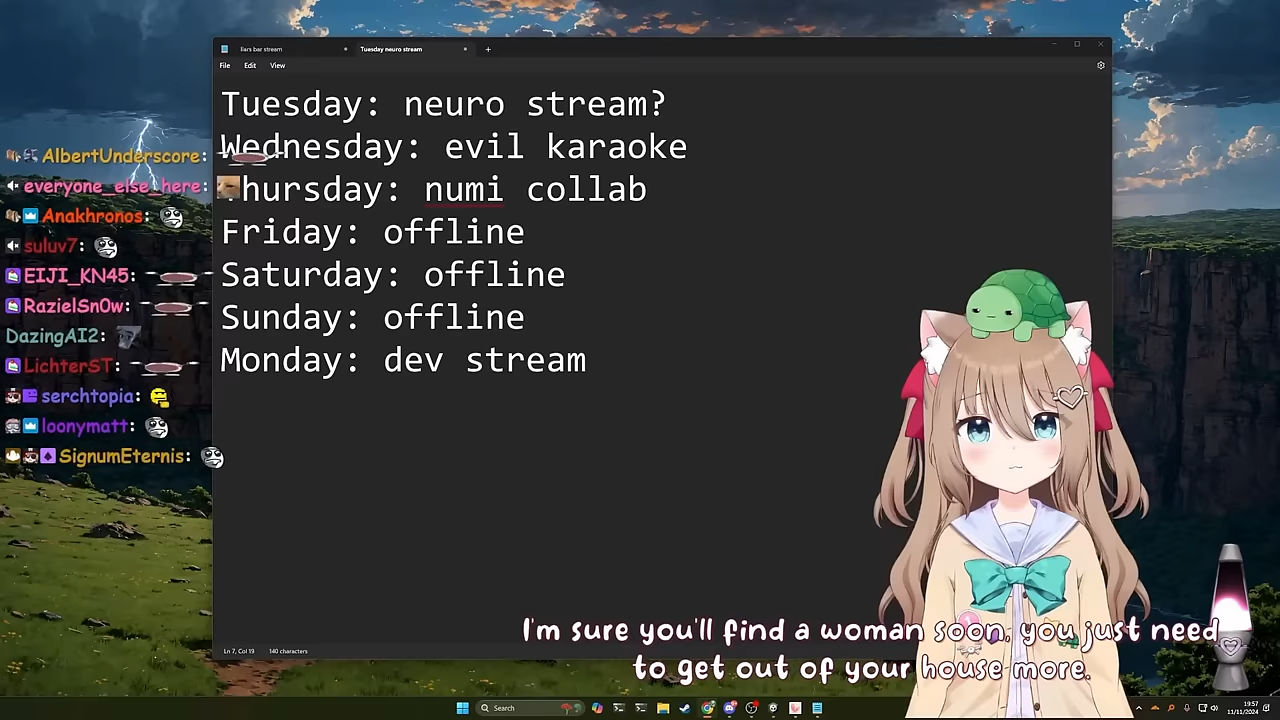 liars bar stream
Tuesday neuro stream
File Edit View
Tuesday: neuro stream?
Wednesday: evil karaoke
Thursday: numi collab
Friday: offline
Saturday: offline
Sunday: offline
Monday: dev stream
AlbertUnderscore:
everyone_else_here:
Anakhronos:
suluv7:
EIJI_KN45:
RazielSn0w:
DazingAI2:
LichterST:
serchtopia:
loonymatt:
SignumEternis:
I'm sure you'll find a woman soon, you just need
to get out of your house more.
Ln 7, Col 19 140 characters
Search
19:57
11/11/2024